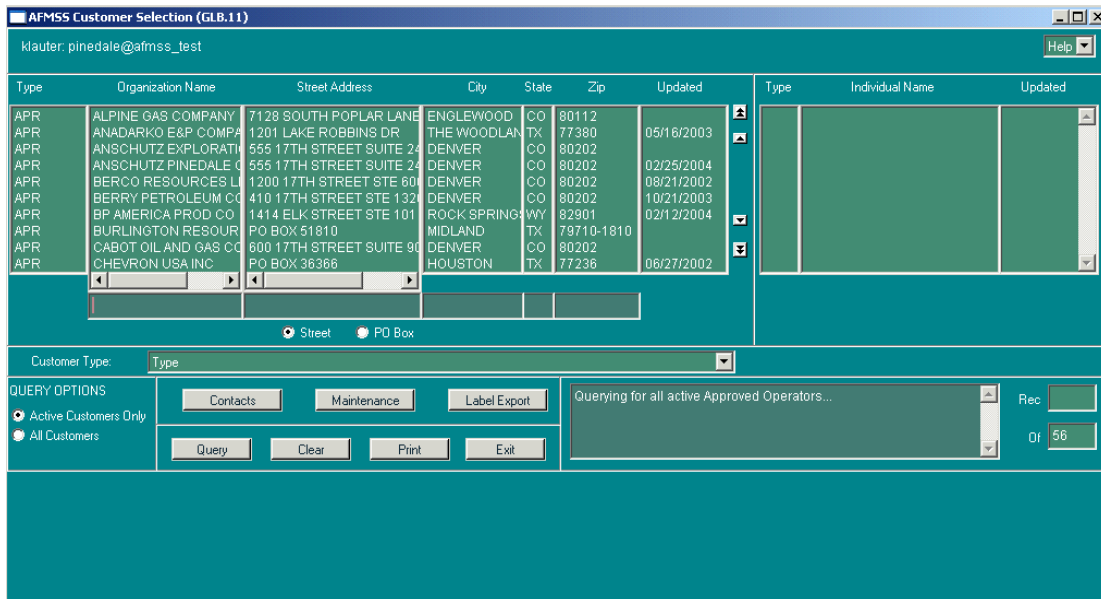 AFMSS Customer Selection (GLB.11)
klauter: pinedale@afmss_test
Help
Type Organization Name Street Address City State Zip Updated Type Individual Name Updated
APR ALPINE GAS COMPANY 7128 SOUTH POPLAR LANE ENGLEWOOD CO 80112
APR ANADARKO E&P COMPA 1201 LAKE ROBBINS DR THE WOODLAN TX 77380 05/16/2003
APR ANSCHUTZ EXPLORATI 555 17TH STREET SUITE 24 DENVER CO 80202
APR ANSCHUTZ PINEDALE C 555 17TH STREET SUITE 24 DENVER CO 80202 02/25/2004
APR BERCO RESOURCES L 1200 17TH STREET STE 60 DENVER CO 80202 08/21/2002
APR BERRY PETROLEUM CO 410 17TH STREET STE 132 DENVER CO 80202 10/21/2003
APR BP AMERICA PROD CO 1414 ELK STREET STE 101 ROCK SPRING WY 82901 02/12/2004
APR BURLINGTON RESOUR PO BOX 51810 MIDLAND TX 79710-1810
APR CABOT OIL AND GAS CO 600 17TH STREET SUITE 90 DENVER CO 80202
APR CHEVRON USA INC PO BOX 36366 HOUSTON TX 77236 06/27/2002
Street PO Box
Customer Type: Type
QUERY OPTIONS
Active Customers Only
All Customers
Contacts Maintenance Label Export
Query Clear Print Exit
Querying for all active Approved Operators...
Rec
Of 56